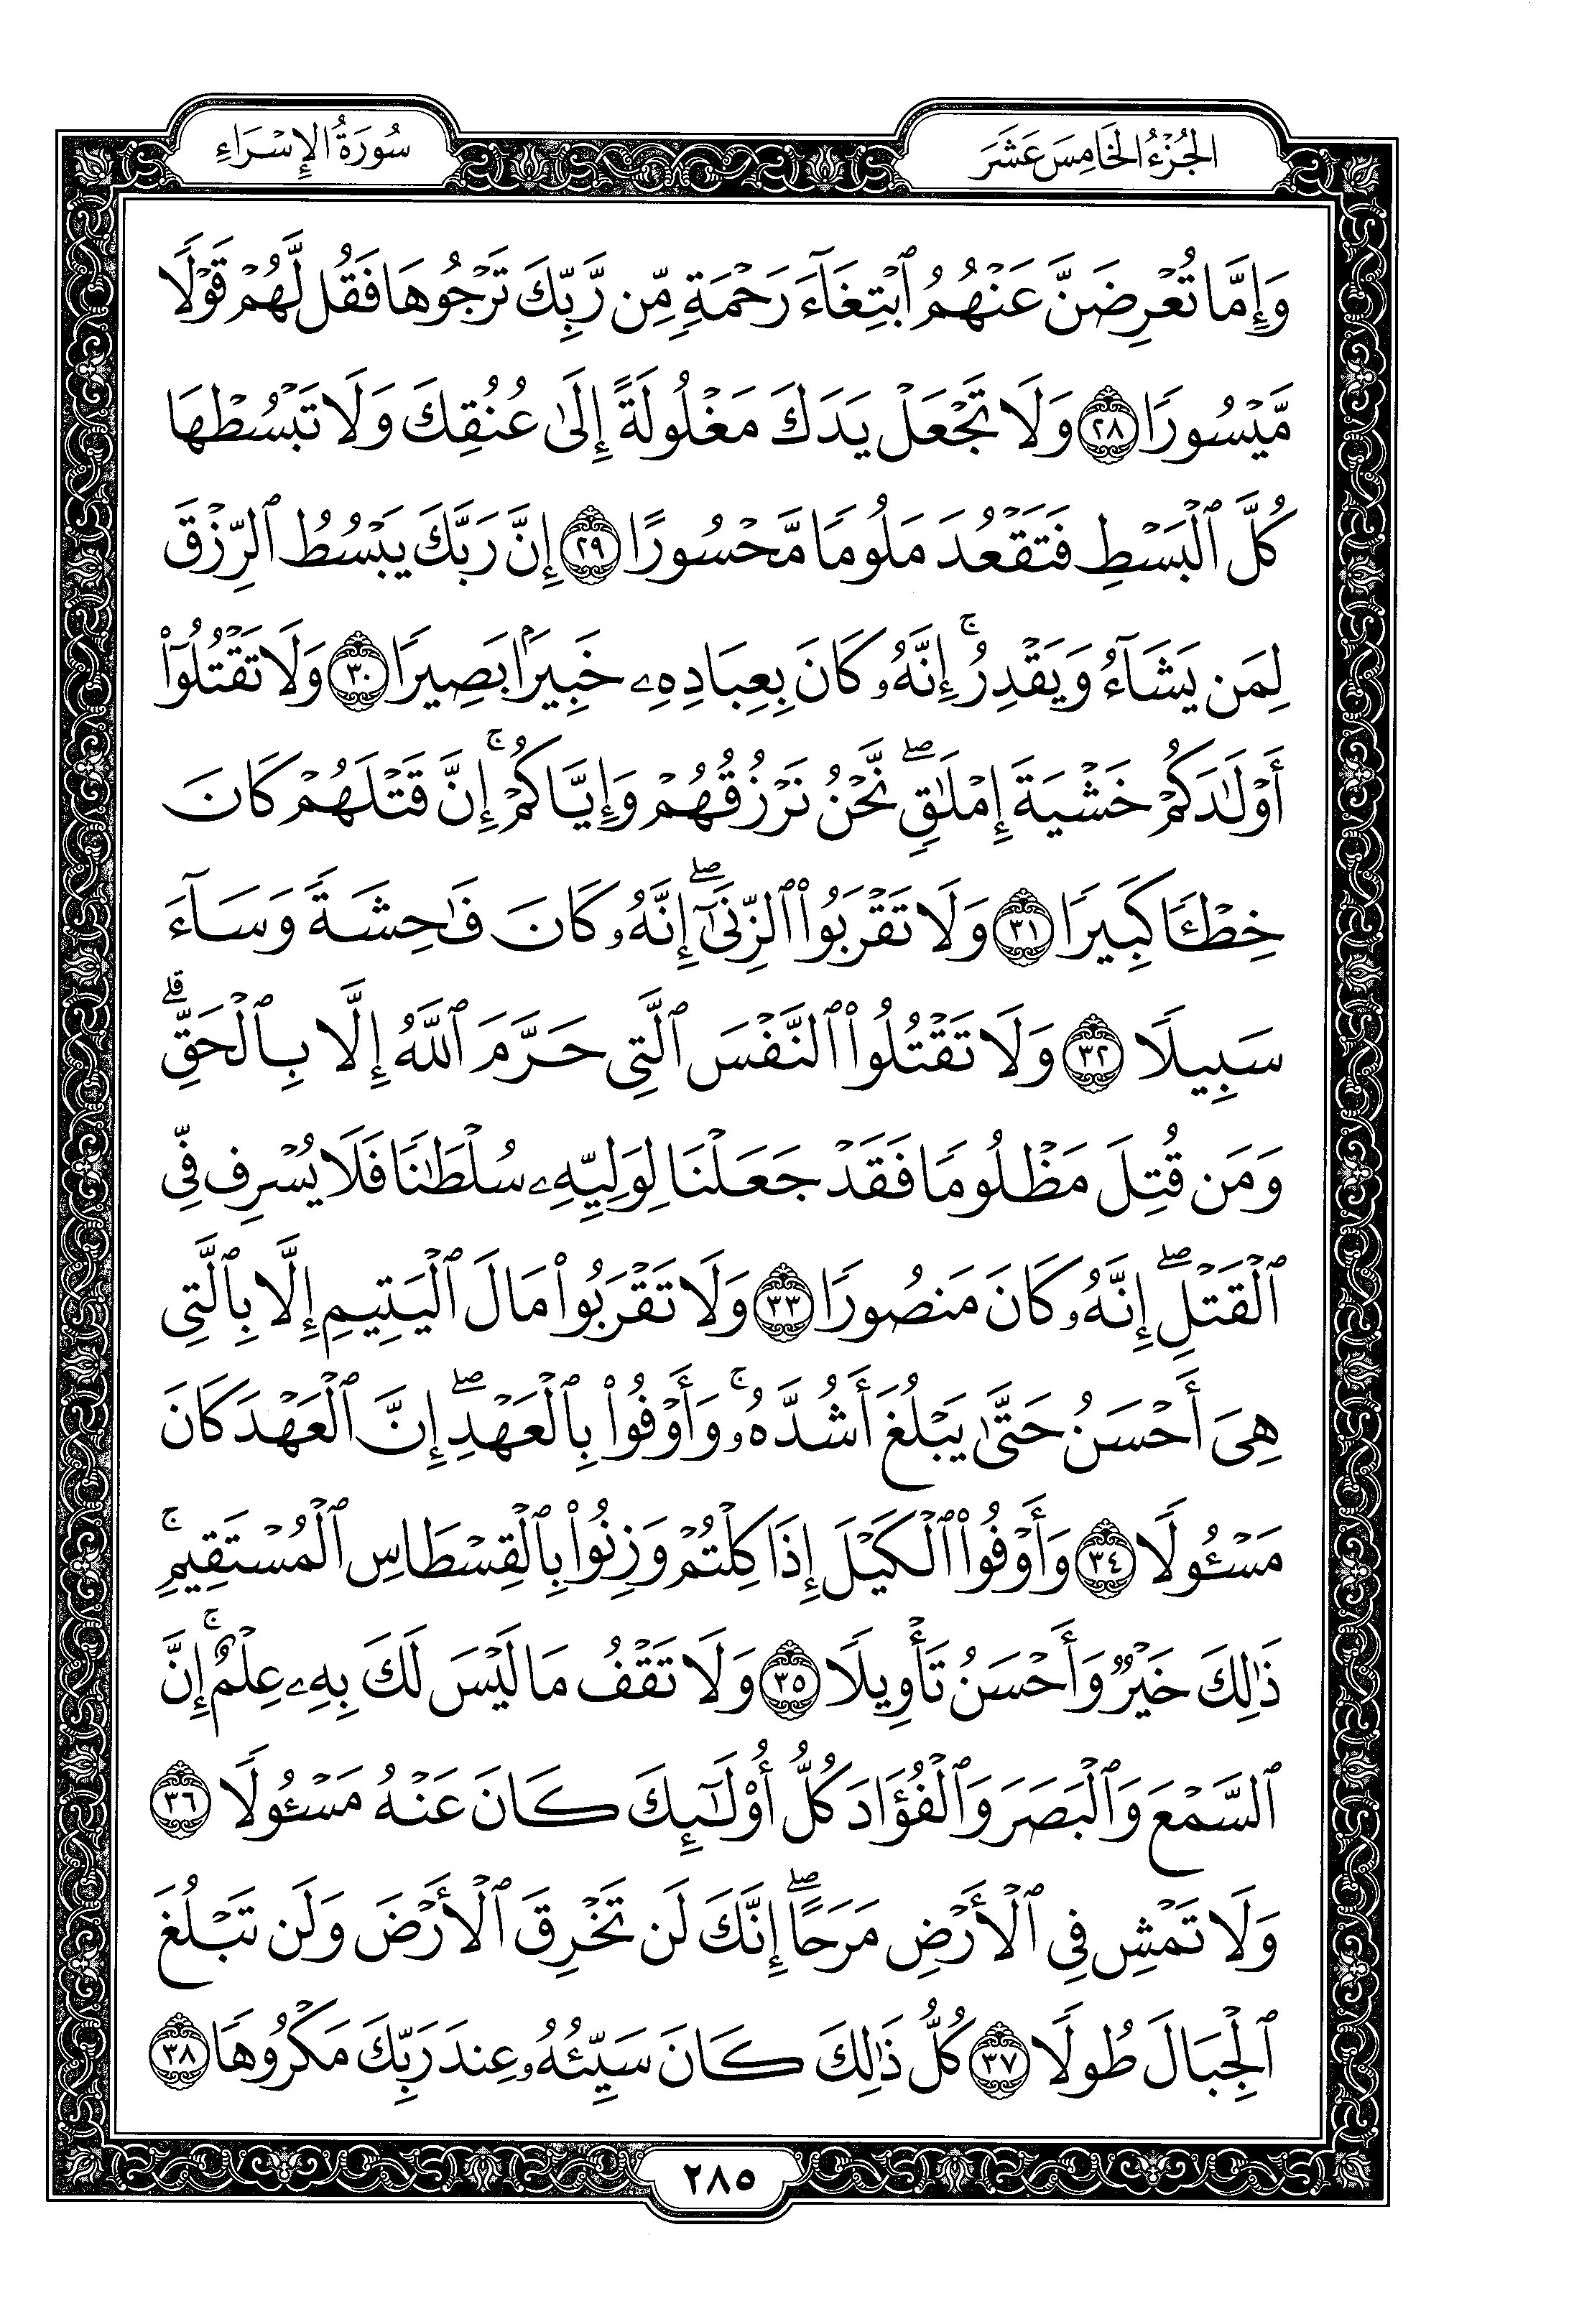 الجُزْءُ الخَامِسَ عَشَرَ
سُورَةُ الإِسْرَاءِ
وَإِمَّا تُعْرِضَنَّ عَنْهُمُ ٱبْتِغَآءَ رَحْمَةٍ مِّن رَّبِّكَ تَرْجُوهَا فَقُل لَّهُمْ قَوْلًا
مَّيْسُورًا ٢٨ وَلَا تَجْعَلْ يَدَكَ مَغْلُولَةً إِلَىٰ عُنُقِكَ وَلَا تَبْسُطْهَا
كُلَّ ٱلْبَسْطِ فَتَقْعُدَ مَلُومًا مَّحْسُورًا ٢٩ إِنَّ رَبَّكَ يَبْسُطُ ٱلرِّزْقَ
لِمَن يَشَآءُ وَيَقْدِرُ ۚ إِنَّهُۥ كَانَ بِعِبَادِهِۦ خَبِيرًۢا بَصِيرًا ٣٠ وَلَا تَقْتُلُوٓا۟
أَوْلَـٰدَكُمْ خَشْيَةَ إِمْلَـٰقٍ ۖ نَّحْنُ نَرْزُقُهُمْ وَإِيَّاكُمْ ۚ إِنَّ قَتْلَهُمْ كَانَ
خِطْـًٔا كَبِيرًا ٣١ وَلَا تَقْرَبُوا۟ ٱلزِّنَىٰٓ ۖ إِنَّهُۥ كَانَ فَـٰحِشَةً وَسَآءَ
سَبِيلًا ٣٢ وَلَا تَقْتُلُوا۟ ٱلنَّفْسَ ٱلَّتِى حَرَّمَ ٱللَّهُ إِلَّا بِٱلْحَقِّ ۗ
وَمَن قُتِلَ مَظْلُومًا فَقَدْ جَعَلْنَا لِوَلِيِّهِۦ سُلْطَـٰنًا فَلَا يُسْرِف فِّى
ٱلْقَتْلِ ۖ إِنَّهُۥ كَانَ مَنصُورًا ٣٣ وَلَا تَقْرَبُوا۟ مَالَ ٱلْيَتِيمِ إِلَّا بِٱلَّتِى
هِىَ أَحْسَنُ حَتَّىٰ يَبْلُغَ أَشُدَّهُۥ ۚ وَأَوْفُوا۟ بِٱلْعَهْدِ ۖ إِنَّ ٱلْعَهْدَ كَانَ
مَسْـُٔولًا ٣٤ وَأَوْفُوا۟ ٱلْكَيْلَ إِذَا كِلْتُمْ وَزِنُوا۟ بِٱلْقِسْطَاسِ ٱلْمُسْتَقِيمِ ۚ
ذَٰلِكَ خَيْرٌ وَأَحْسَنُ تَأْوِيلًا ٣٥ وَلَا تَقْفُ مَا لَيْسَ لَكَ بِهِۦ عِلْمٌ ۚ إِنَّ
ٱلسَّمْعَ وَٱلْبَصَرَ وَٱلْفُؤَادَ كُلُّ أُو۟لَـٰٓئِكَ كَانَ عَنْهُ مَسْـُٔولًا ٣٦
وَلَا تَمْشِ فِى ٱلْأَرْضِ مَرَحًا ۖ إِنَّكَ لَن تَخْرِقَ ٱلْأَرْضَ وَلَن تَبْلُغَ
ٱلْجِبَالَ طُولًا ٣٧ كُلُّ ذَٰلِكَ كَانَ سَيِّئُهُۥ عِندَ رَبِّكَ مَكْرُوهًا ٣٨
٢٨٥